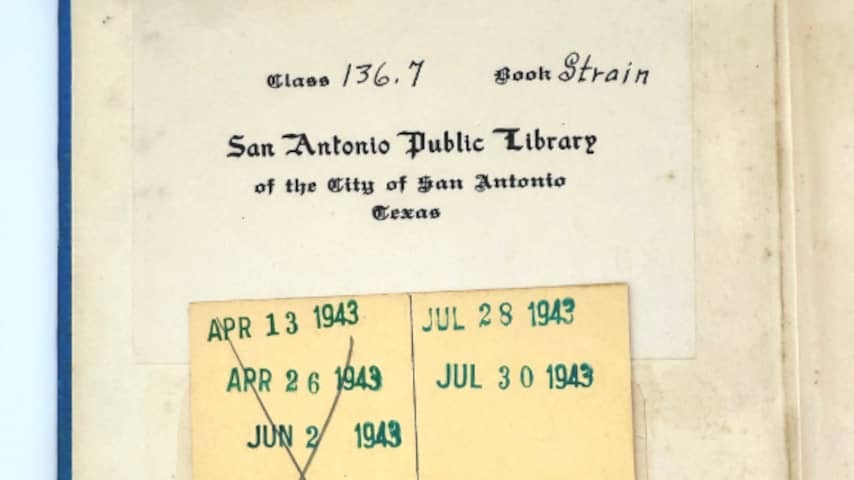 Class 136.7 Book Strain
San Antonio Public Library
of the City of San Antonio
Texas
APR 13 1943
APR 26 1943
JUN 2 1943
JUL 28 1943
JUL 30 1943